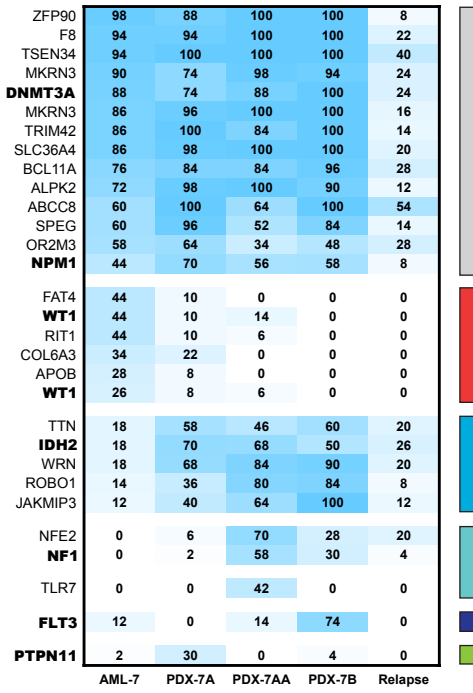 ZFP90 98 88 100 100 8
F8 94 94 100 100 22
TSEN34 94 100 100 100 40
MKRN3 90 74 98 94 24
DNMT3A 88 74 88 100 24
MKRN3 86 96 100 100 16
TRIM42 86 100 84 100 14
SLC36A4 86 98 100 100 20
BCL11A 76 84 84 96 28
ALPK2 72 98 100 90 12
ABCC8 60 100 64 100 54
SPEG 60 96 52 84 14
OR2M3 58 64 34 48 28
NPM1 44 70 56 58 8
FAT4 44 10 0 0 0
WT1 44 10 14 0 0
RIT1 44 10 6 0 0
COL6A3 34 22 0 0 0
APOB 28 8 0 0 0
WT1 26 8 6 0 0
TTN 18 58 46 60 20
IDH2 18 70 68 50 26
WRN 18 68 84 90 20
ROBO1 14 36 80 84 8
JAKMIP3 12 40 64 100 12
NFE2 0 6 70 28 20
NF1 0 2 58 30 4
TLR7 0 0 42 0 0
FLT3 12 0 14 74 0
PTPN11 2 30 0 4 0
AML-7 PDX-7A PDX-7AA PDX-7B Relapse